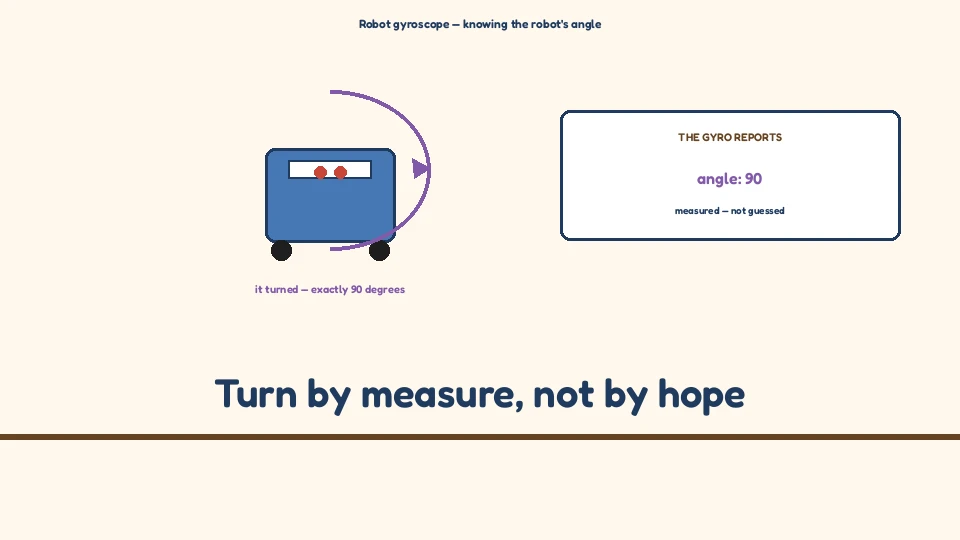 Robot gyroscope — knowing the robot's angle
THE GYRO REPORTS
angle: 90
measured — not guessed
it turned — exactly 90 degrees
Turn by measure, not by hope